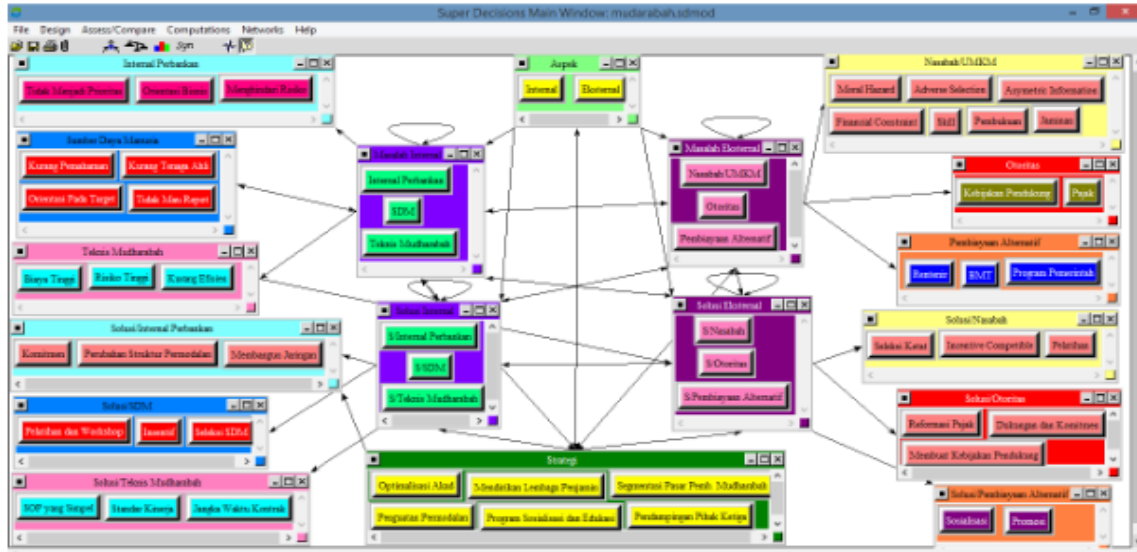 Super Decisions Main Window: mudarabah.sdmod
File Design Assess/Compare Computations Networks Help
Syn
Internal Perbankan
Tidak Menjadi Prioritas Orientasi Bisnis Menghindari Risiko
Aspek
Internal Eksternal
Nasabah/UMKM
Moral Hazard Adverse Selection Asymetric Information
Financial Constraint Skill Pembukuan Jaminan
Sumber Daya Manusia
Kurang Pemahaman Kurang Tenaga Ahli
Orientasi Pada Target Tidak Mau Repot
Masalah Internal
Internal Perbankan
SDM
Teknis Mudharabah
Masalah Eksternal
Nasabah/UMKM
Otoritas
Pembiayaan Alternatif
Otoritas
Kebijakan Pendukung Pajak
Teknis Mudharabah
Biaya Tinggi Risiko Tinggi Kurang Efisien
Pembiayaan Alternatif
Rentenir BMT Program Pemerintah
Solusi Internal
S/Internal Perbankan
S/SDM
S/Teknis Mudharabah
Solusi Eksternal
S/Nasabah
S/Otoritas
S/Pembiayaan Alternatif
Solusi/Internal Perbankan
Komitmen Perubahan Struktur Permodalan Membangun Jaringan
Solusi/Nasabah
Seleksi Ketat Incentive Compatible Pelatihan
Solusi/SDM
Pelatihan dan Workshop Insentif Seleksi SDM
Solusi/Otoritas
Reformasi Pajak Dukungan dan Komitmen
Membuat Kebijakan Pendukung
Solusi/Teknis Mudharabah
SOP yang Simpel Standar Kinerja Jangka Waktu Kontrak
Strategi
Optimalisasi Akad Mendirikan Lembaga Penjamin Segmentasi Pasar Pemb. Mudharabah
Penguatan Permodalan Program Sosialisasi dan Edukasi Pendampingan Pihak Ketiga
Solusi/Pembiayaan Alternatif
Sosialisasi Promosi